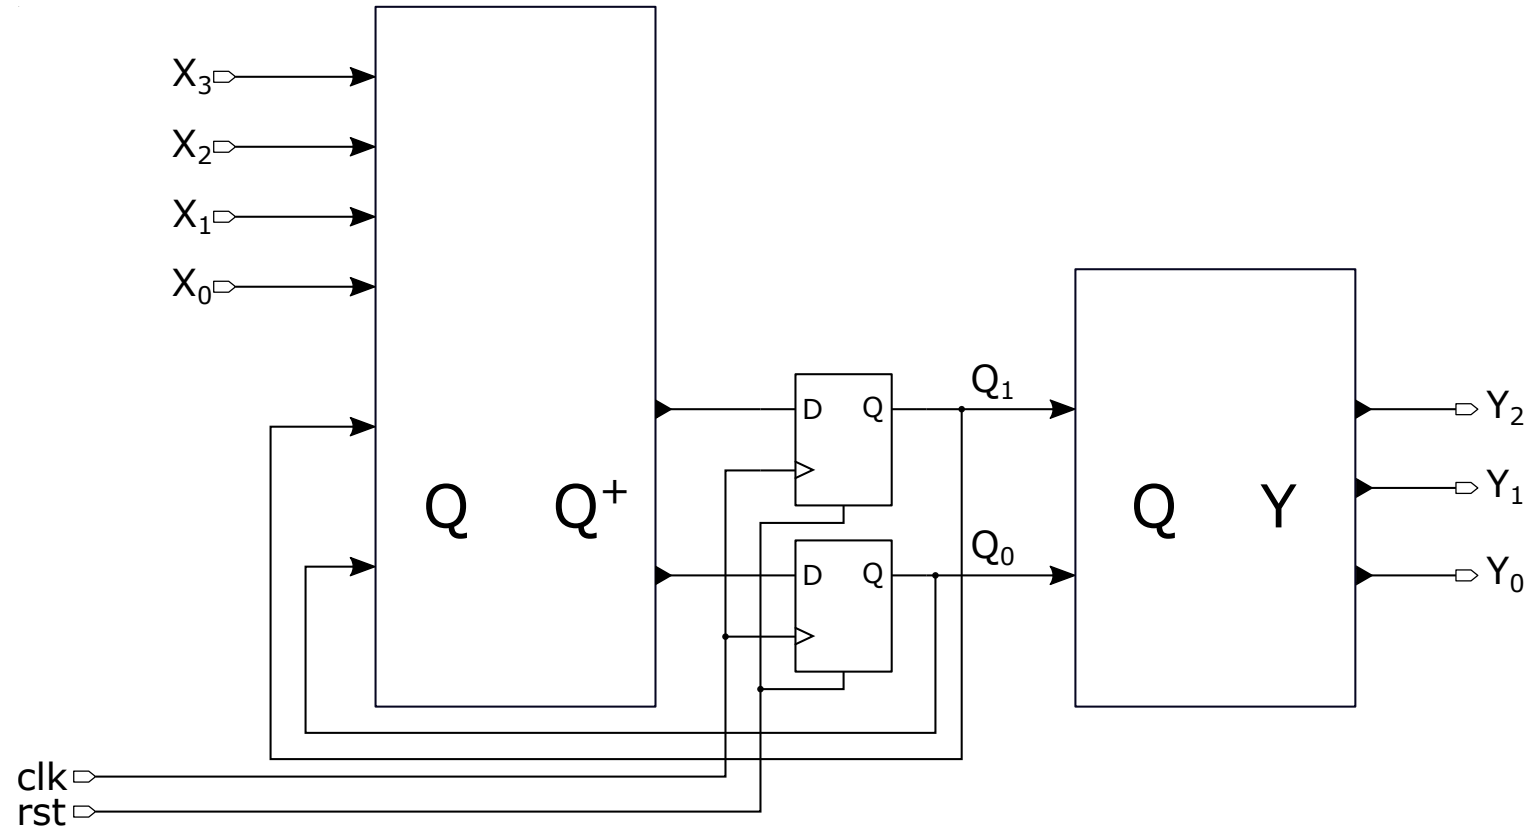 X₃
X₂
X₁
X₀
D Q Q₁ Y₂
Q Q⁺ Q Y Y₁
D Q Q₀ Y₀
clk
rst